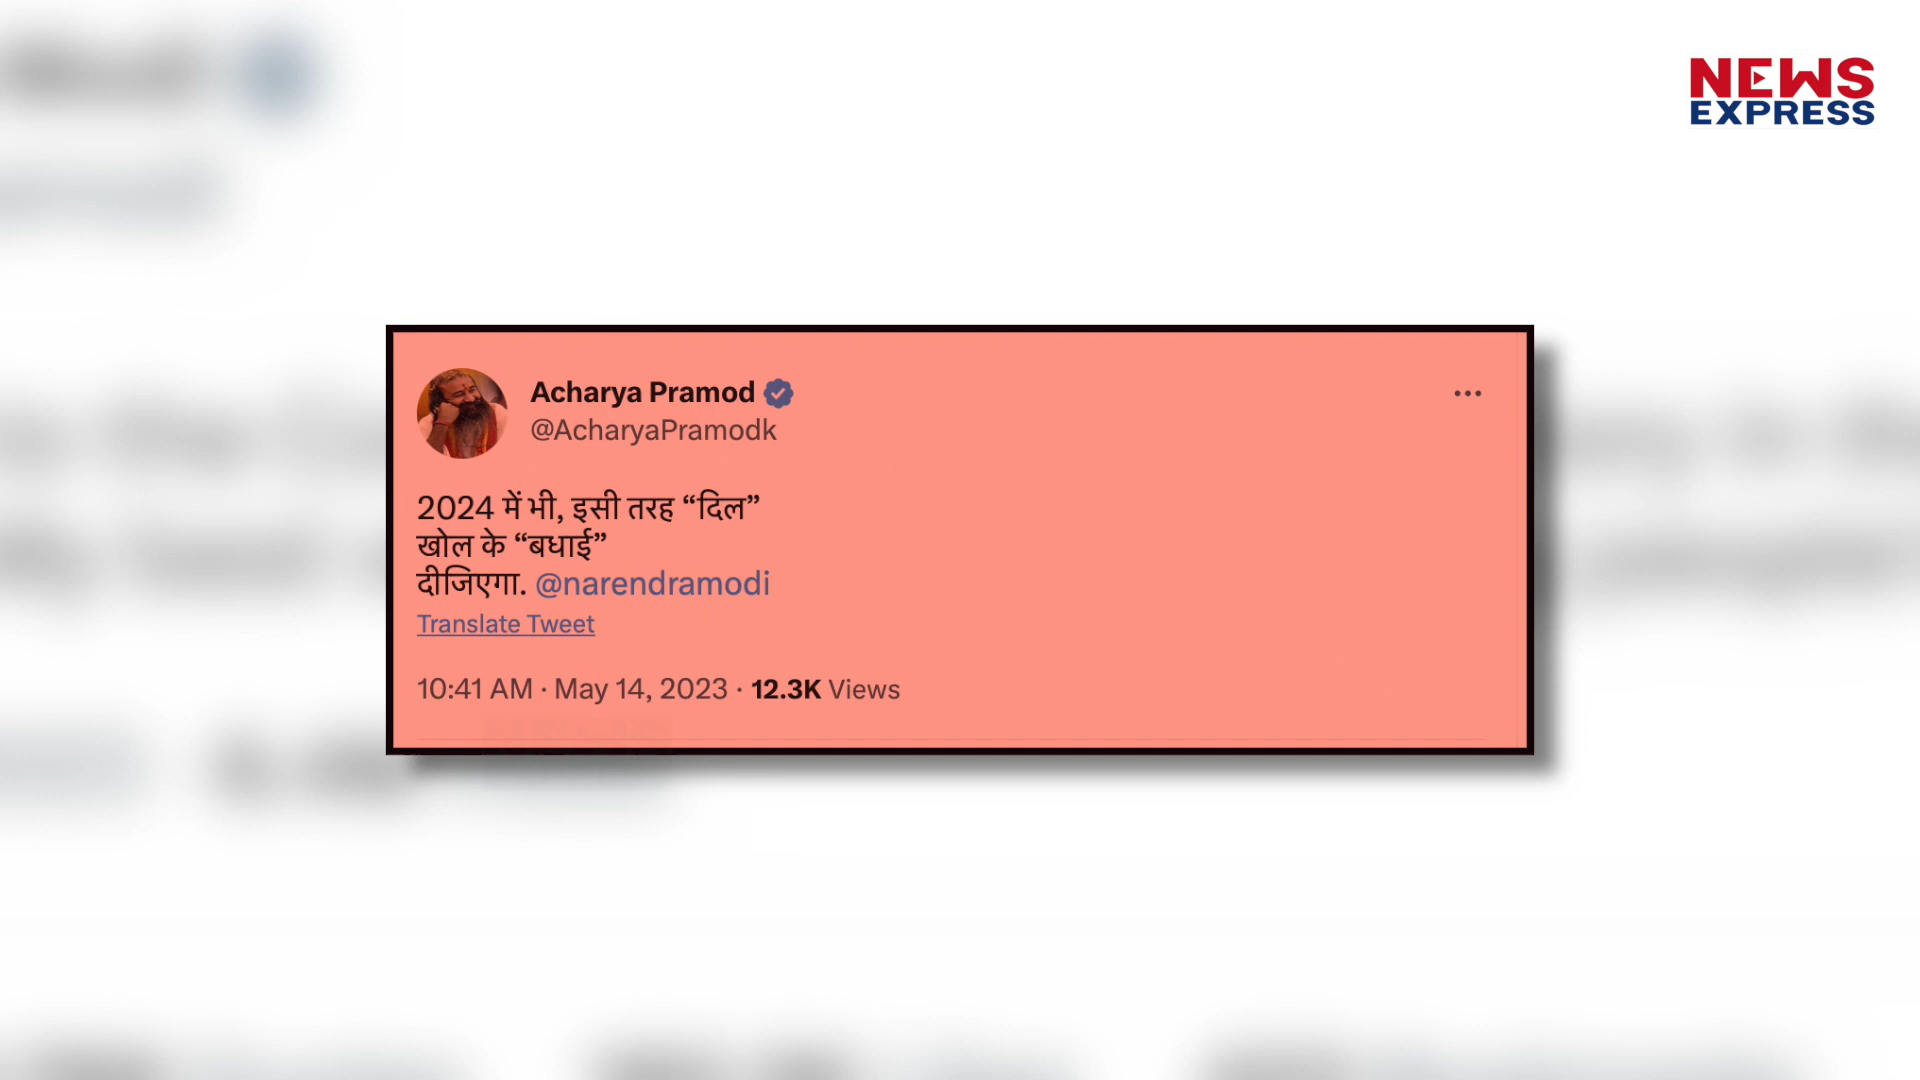 NEWS
EXPRESS
Acharya Pramod
@AcharyaPramodk
2024 में भी, इसी तरह “दिल”
खोल के “बधाई”
दीजिएगा. @narendramodi
Translate Tweet
10:41 AM · May 14, 2023 · 12.3K Views